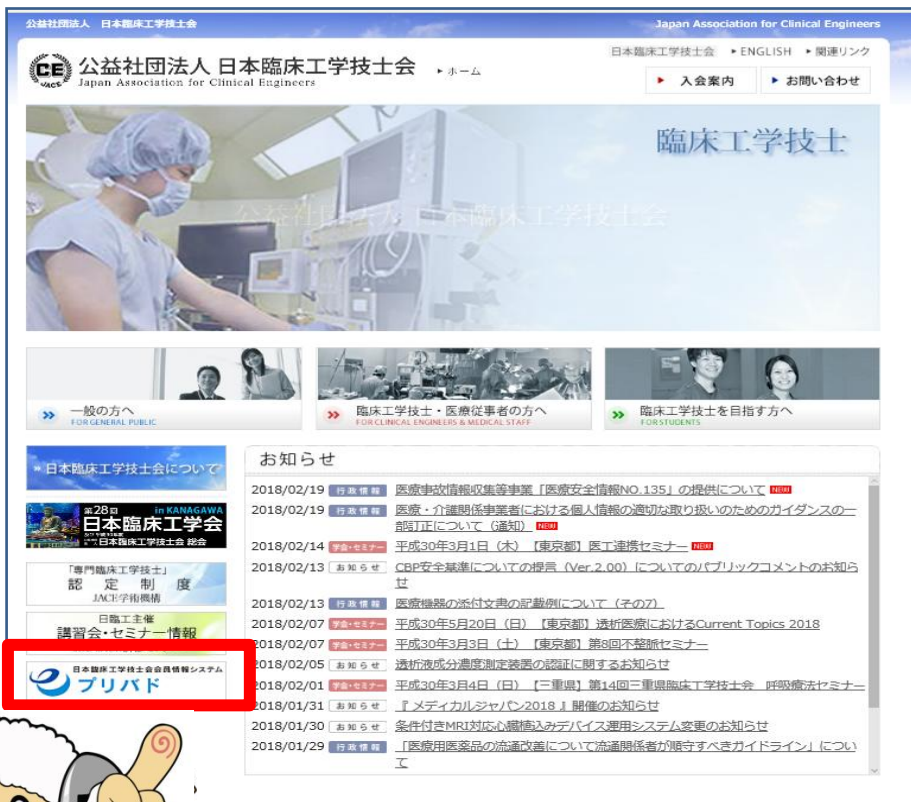 公益社団法人 日本臨床工学技士会
Japan Association for Clinical Engineers
日本臨床工学技士会 ENGLISH 関連リンク
CE
JACE
公益社団法人 日本臨床工学技士会
Japan Association for Clinical Engineers
ホーム
入会案内
お問い合わせ
臨床工学技士
公益社団法人 日本臨床工学技士会
一般の方へ
FOR GENERAL PUBLIC
臨床工学技士・医療従事者の方へ
FOR CLINICAL ENGINEERS & MEDICAL STAFF
臨床工学技士を目指す方へ
FOR STUDENTS
日本臨床工学技士会について
第28回 in KANAGAWA
日本臨床工学会
日本臨床工学技士会 総会
「専門臨床工学技士」
認定制度
JACE学術機構
日臨工主催
講習会・セミナー情報
日本臨床工学技士会会員情報システム
プリバド
お知らせ
2018/02/19 行政情報 医療事故情報収集等事業「医療安全情報NO.135」の提供について NEW
2018/02/19 行政情報 医療・介護関係事業者における個人情報の適切な取り扱いのためのガイダンスの一
部訂正について（通知） NEW
2018/02/14 学会・セミナー 平成30年3月1日（木）【東京都】医工連携セミナー NEW
2018/02/13 お知らせ CBP安全基準についての提言（Ver.2.00）についてのパブリックコメントのお知ら
せ
2018/02/13 行政情報 医療機器の添付文書の記載例について（その7）
2018/02/07 学会・セミナー 平成30年5月20日（日）【東京都】透析医療におけるCurrent Topics 2018
2018/02/07 学会・セミナー 平成30年3月3日（土）【東京都】第8回不整脈セミナー
2018/02/05 お知らせ 透析液成分濃度測定装置の認証に関するお知らせ
2018/02/01 学会・セミナー 平成30年3月4日（日）【三重県】第14回三重県臨床工学技士会 呼吸療法セミナー
2018/01/31 お知らせ 『 メディカルジャパン2018 』開催のお知らせ
2018/01/30 お知らせ 条件付きMRI対応心臓植込みデバイス運用システム変更のお知らせ
2018/01/29 行政情報 「医療用医薬品の流通改善について流通関係者が順守すべきガイドライン」につい
て